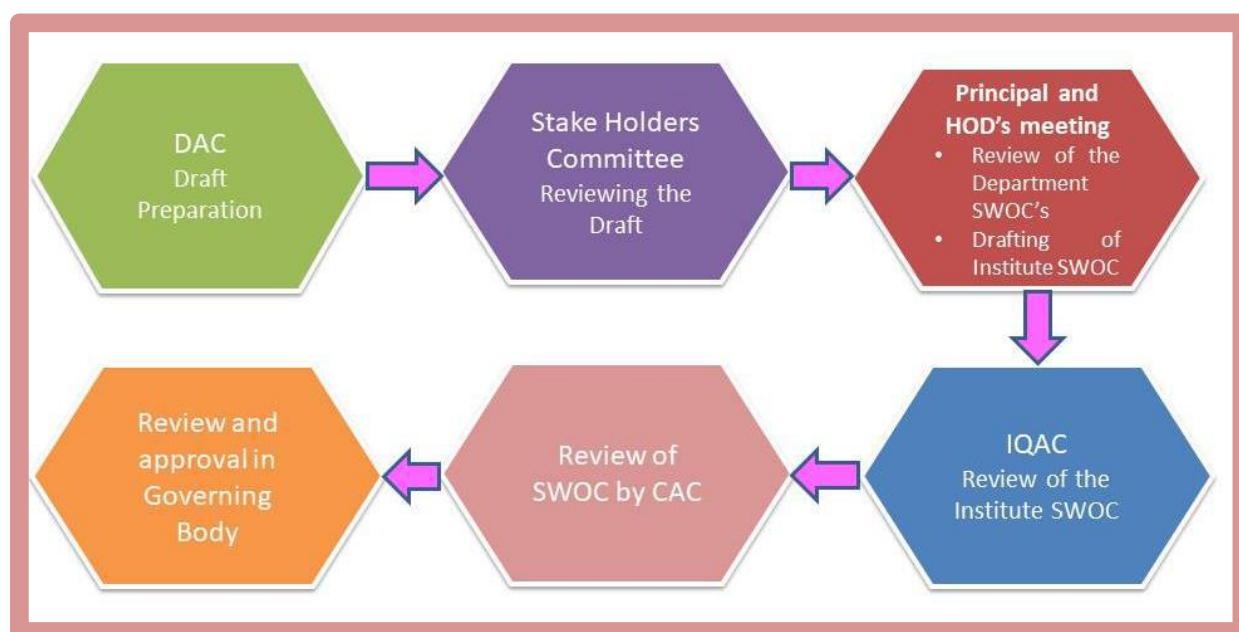 DAC
Draft
Preparation
Stake Holders
Committee
Reviewing the
Draft
Principal and
HOD's meeting
• Review of the
Department
SWOC's
• Drafting of
Institute SWOC
IQAC
Review of the
Institute SWOC
Review of
SWOC by CAC
Review and
approval in
Governing
Body